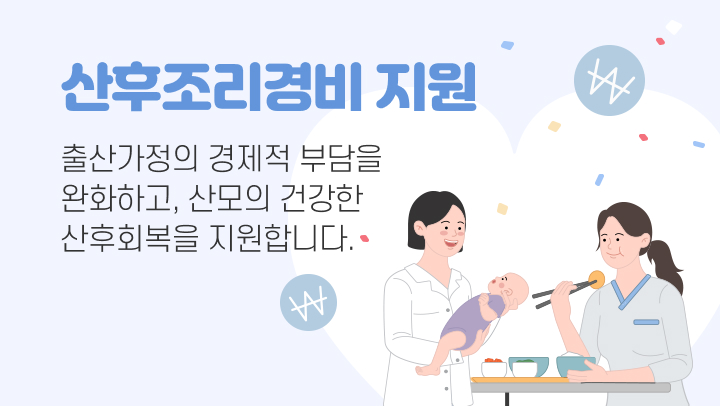 산후조리경비 지원
출산가정의 경제적 부담을
완화하고, 산모의 건강한
산후회복을 지원합니다.
₩
₩